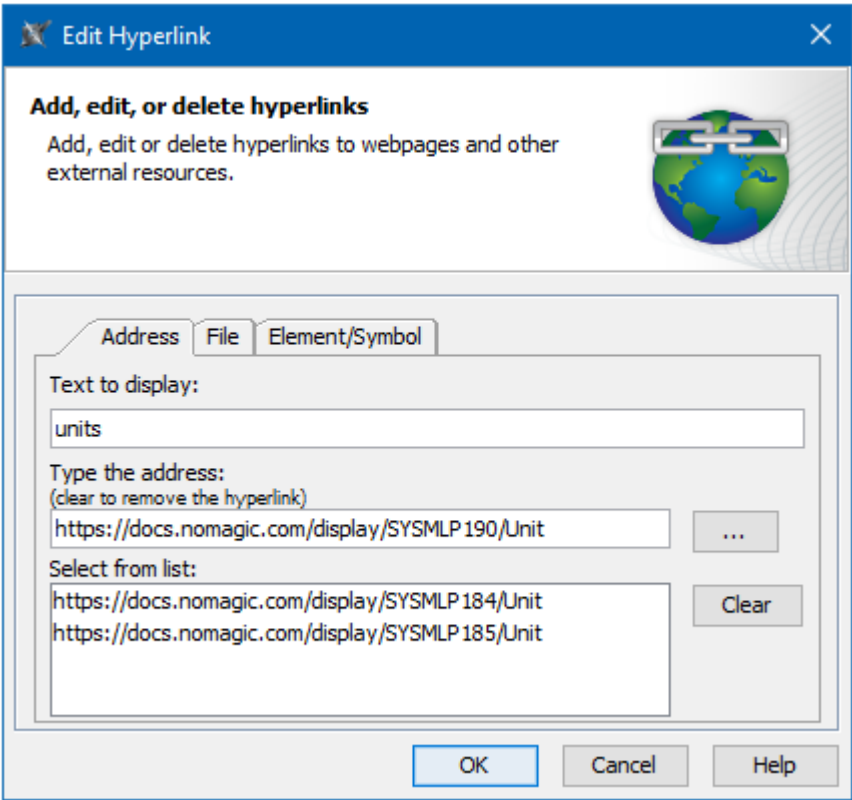 Edit Hyperlink
Add, edit, or delete hyperlinks
Add, edit or delete hyperlinks to webpages and other
external resources.
Address File Element/Symbol
Text to display:
units
Type the address:
(clear to remove the hyperlink)
https://docs.nomagic.com/display/SYSMLP190/Unit ...
Select from list:
https://docs.nomagic.com/display/SYSMLP184/Unit Clear
https://docs.nomagic.com/display/SYSMLP185/Unit
OK Cancel Help